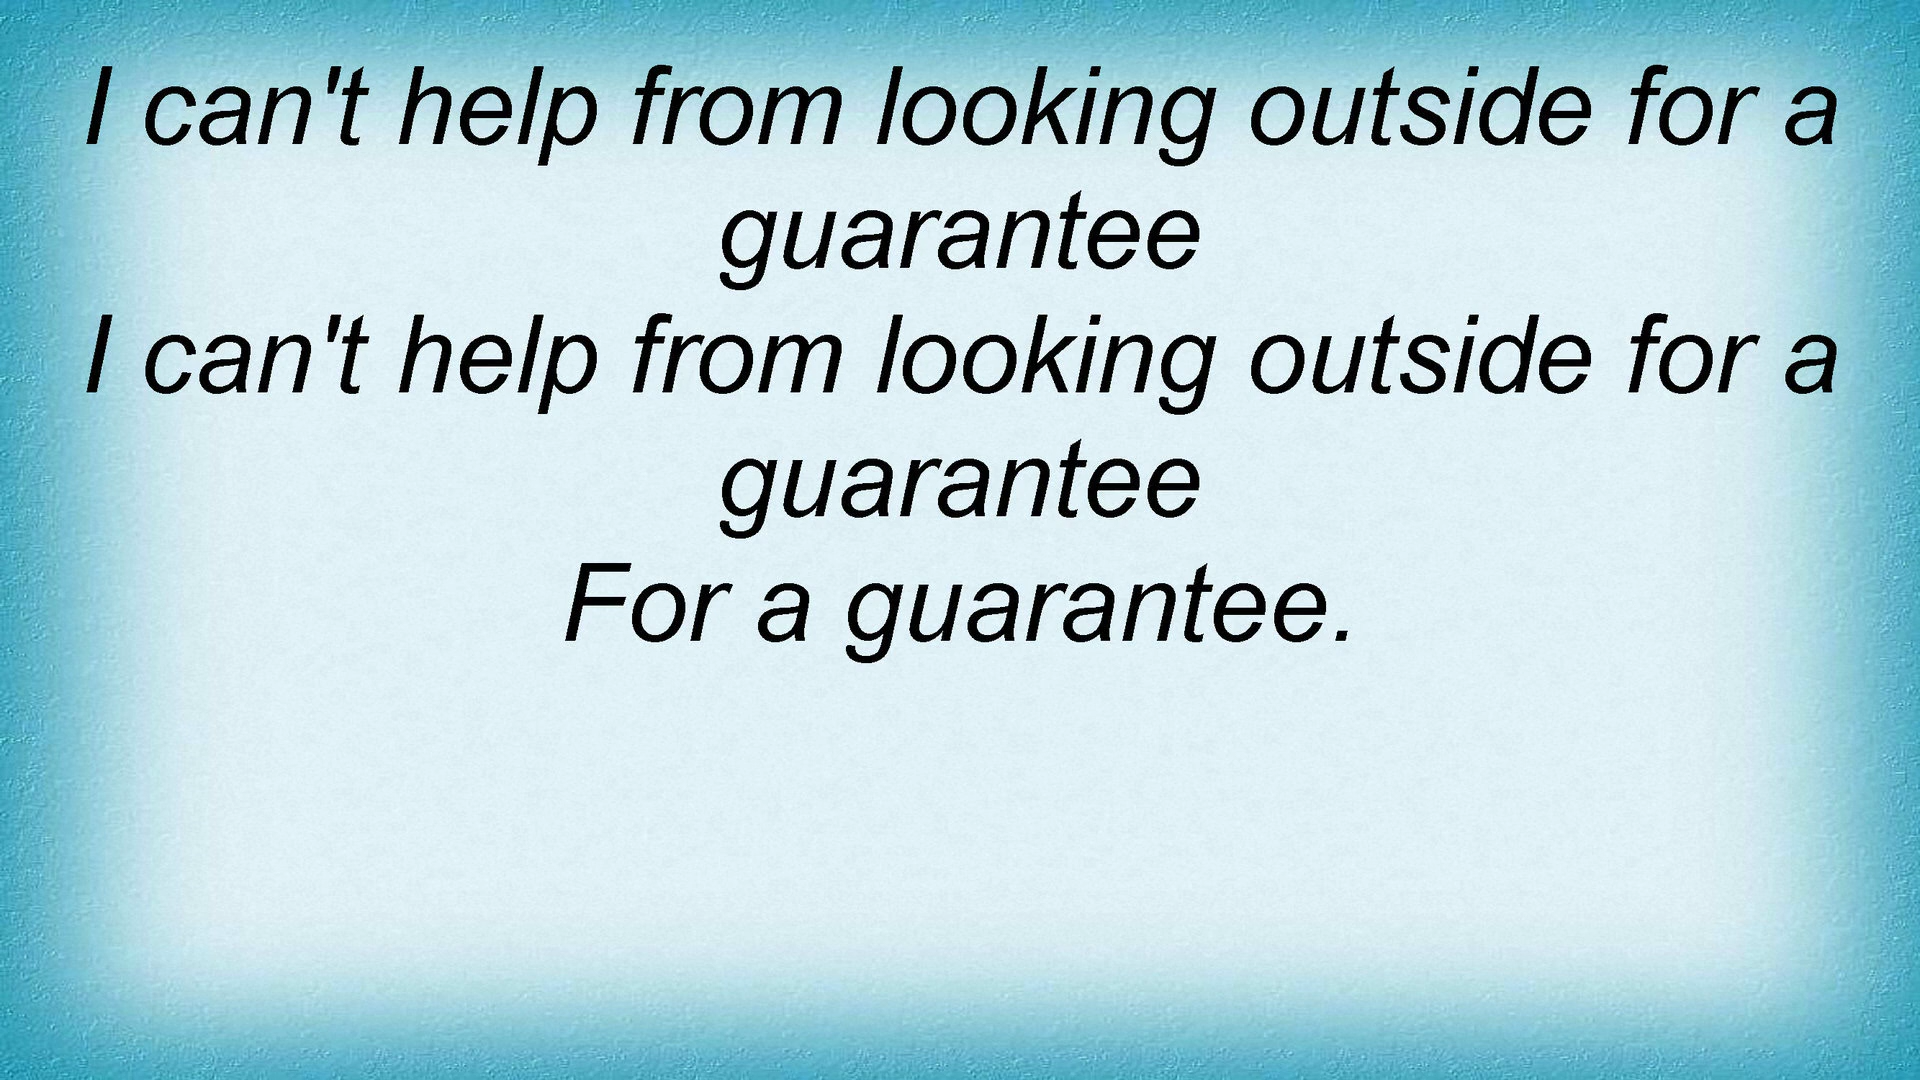 I can't help from looking outside for a
guarantee
I can't help from looking outside for a
guarantee
For a guarantee.